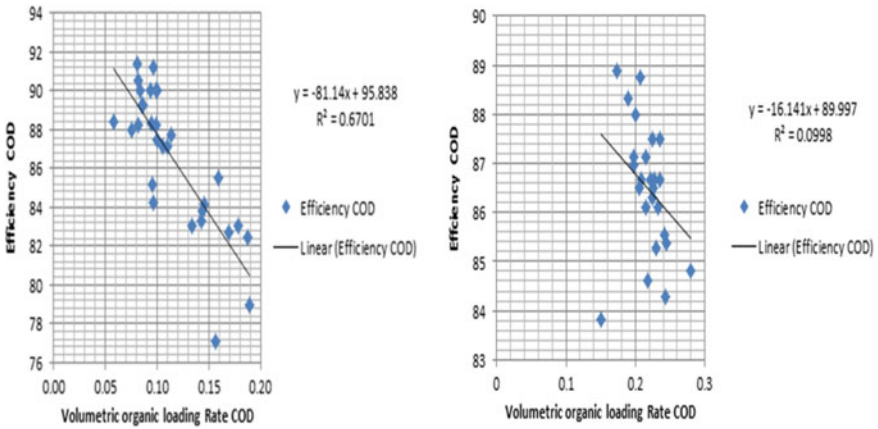 94
92
90
88
86
84
82
80
78
76
0.00
0.05
0.10
0.15
0.20
Efficiency COD
Volumetric organic loading Rate COD
y = -81.14x + 95.838
R² = 0.6701
Efficiency COD
Linear (Efficiency COD)
90
89
88
87
86
85
84
83
0
0.1
0.2
0.3
Efficiency COD
Volumetric organic loading Rate COD
y = -16.141x + 89.997
R² = 0.0998
Efficiency COD
Linear (Efficiency COD)